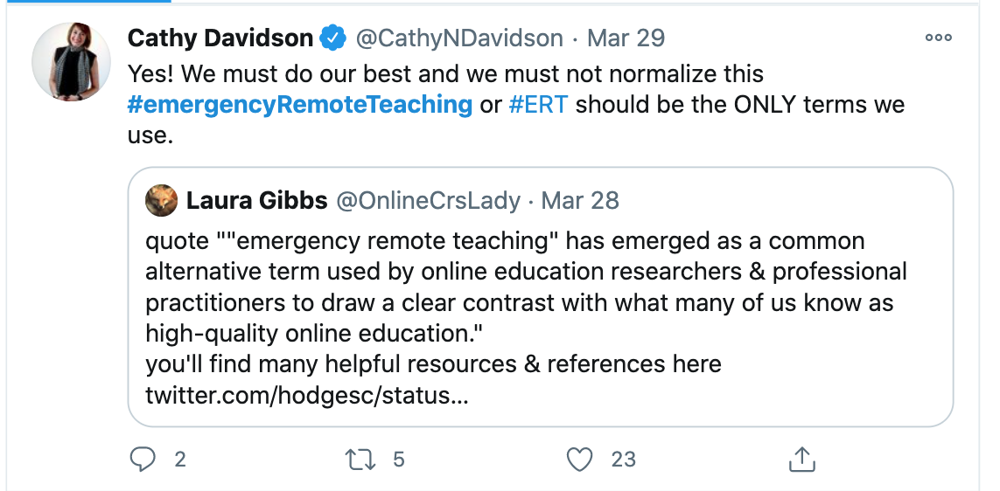 Cathy Davidson @CathyNDavidson · Mar 29
Yes! We must do our best and we must not normalize this
#emergencyRemoteTeaching or #ERT should be the ONLY terms we
use.
Laura Gibbs @OnlineCrsLady · Mar 28
quote ""emergency remote teaching" has emerged as a common
alternative term used by online education researchers & professional
practitioners to draw a clear contrast with what many of us know as
high-quality online education."
you'll find many helpful resources & references here
twitter.com/hodgesc/status...
2 5 23